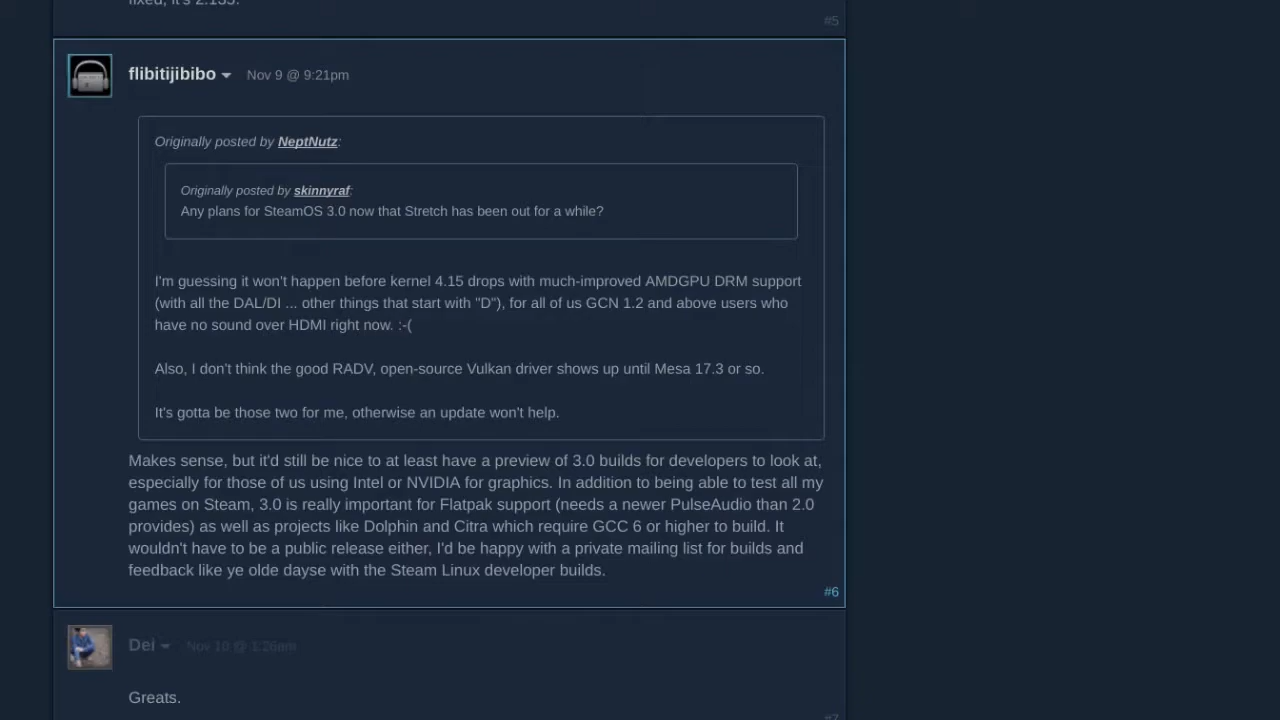 fixed, it's 2.135.
#5
flibitijibibo Nov 9 @ 9:21pm
Originally posted by NeptNutz:
Originally posted by skinnyraf:
Any plans for SteamOS 3.0 now that Stretch has been out for a while?
I'm guessing it won't happen before kernel 4.15 drops with much-improved AMDGPU DRM support
(with all the DAL/DI ... other things that start with "D"), for all of us GCN 1.2 and above users who
have no sound over HDMI right now. :-(
Also, I don't think the good RADV, open-source Vulkan driver shows up until Mesa 17.3 or so.
It's gotta be those two for me, otherwise an update won't help.
Makes sense, but it'd still be nice to at least have a preview of 3.0 builds for developers to look at,
especially for those of us using Intel or NVIDIA for graphics. In addition to being able to test all my
games on Steam, 3.0 is really important for Flatpak support (needs a newer PulseAudio than 2.0
provides) as well as projects like Dolphin and Citra which require GCC 6 or higher to build. It
wouldn't have to be a public release either, I'd be happy with a private mailing list for builds and
feedback like ye olde dayse with the Steam Linux developer builds.
#6
Dei Nov 10 @ 1:26am
Greats.
#7